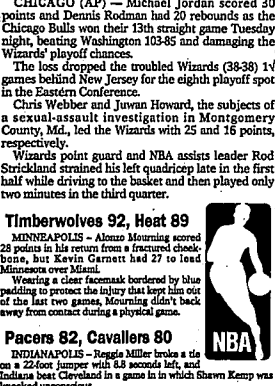 CHICAGO (AP) — Michael Jordan scored 30
points and Dennis Rodman had 20 rebounds as the
Chicago Bulls won their 13th straight game Tuesday
night, beating Washington 103-85 and damaging the
Wizards' playoff chances.
The loss dropped the troubled Wizards (38-38) 1√
games behind New Jersey for the eighth playoff spot
in the Eastern Conference.
Chris Webber and Juwan Howard, the subjects of
a sexual-assault investigation in Montgomery
County, Md., led the Wizards with 25 and 16 points,
respectively.
Wizards point guard and NBA assists leader Rod
Strickland strained his left quadricep late in the first
half while driving to the basket and then played only
two minutes in the third quarter.
Timberwolves 92, Heat 89
MINNEAPOLIS – Alonzo Mourning scored
28 points in his return from a fractured cheek-
bone, but Kevin Garnett had 27 to lead
Minnesota over Miami.
Wearing a clear facemask bordered by blue
padding to protect the injury that kept him out
of the last two games, Mourning didn't back
away from contact during a physical game.
NBA
Pacers 82, Cavaliers 80
INDIANAPOLIS – Reggie Miller broke a tie
on a 22-foot jumper with 8.8 seconds left, and
Indiana beat Cleveland in a game in in which Shawn Kemp was
knocked unconscious.